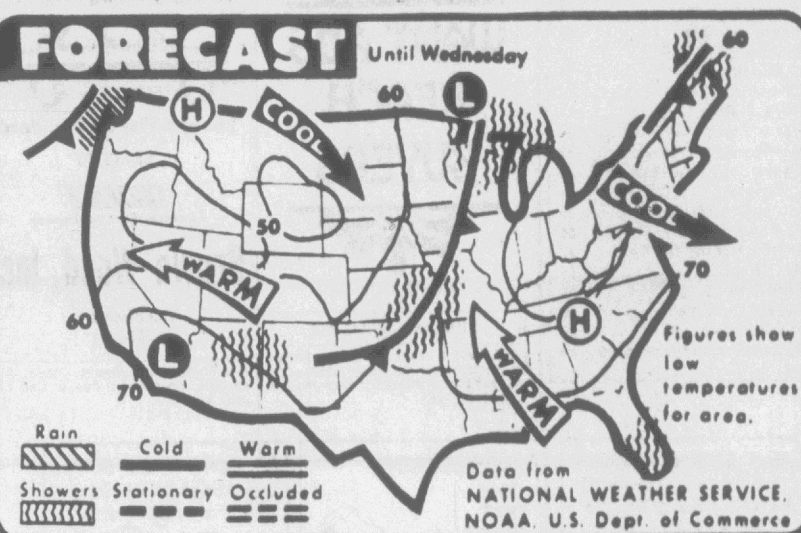 FORECAST
Until Wednesday
60
60
H
COOL
L
COOL
50
WARM
70
60
H
L
Figures show
low
temperatures
for area.
WARM
70
Rain
Cold
Warm
Showers
Stationary
Occluded
Data from
NATIONAL WEATHER SERVICE,
NOAA, U.S. Dept. of Commerce